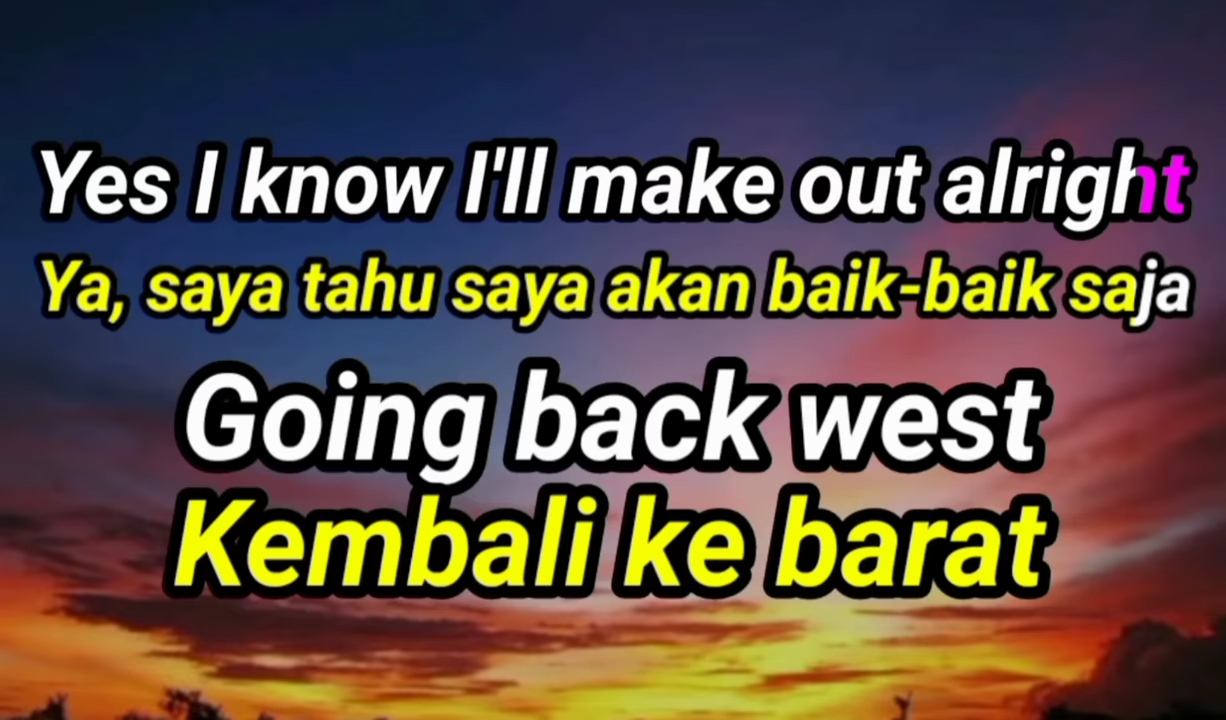 Yes I know I'll make out alright
Ya, saya tahu saya akan baik-baik saja
Going back west
Kembali ke barat